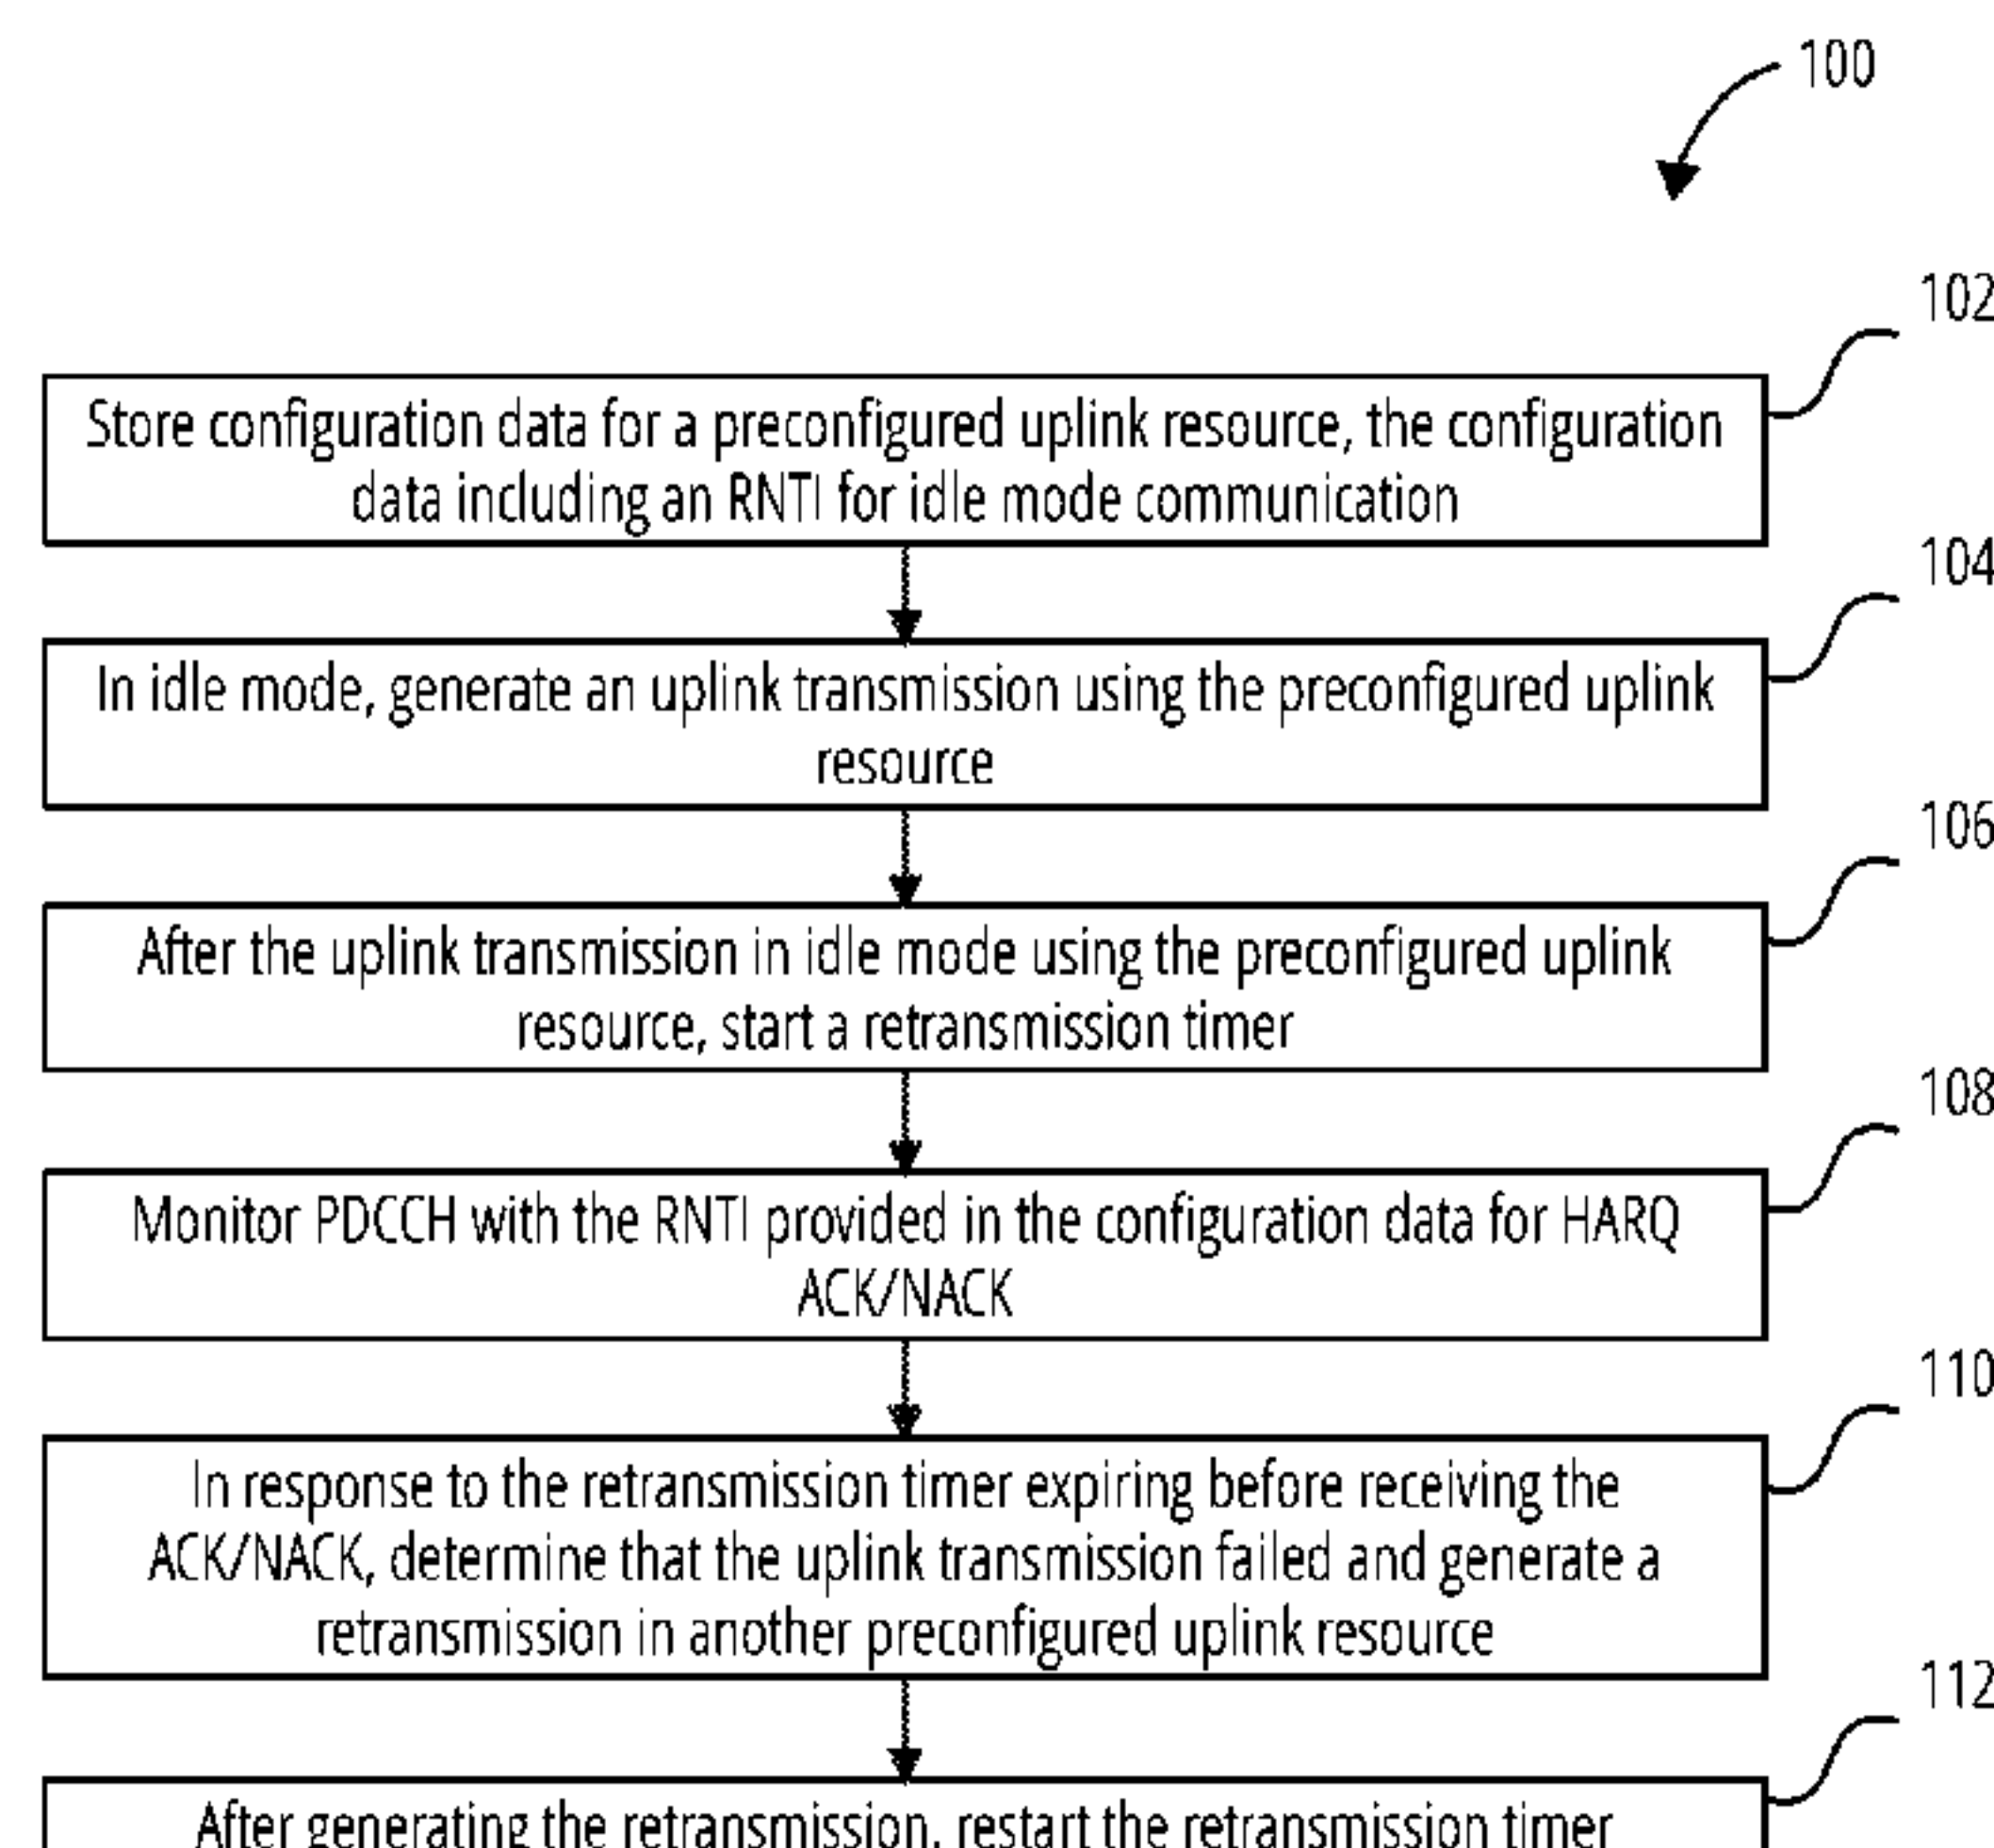 100
102
Store configuration data for a preconfigured uplink resource, the configuration
data including an RNTI for idle mode communication
104
In idle mode, generate an uplink transmission using the preconfigured uplink
resource
106
After the uplink transmission in idle mode using the preconfigured uplink
resource, start a retransmission timer
108
Monitor PDCCH with the RNTI provided in the configuration data for HARQ
ACK/NACK
110
In response to the retransmission timer expiring before receiving the
ACK/NACK, determine that the uplink transmission failed and generate a
retransmission in another preconfigured uplink resource
112
After generating the retransmission, restart the retransmission timer